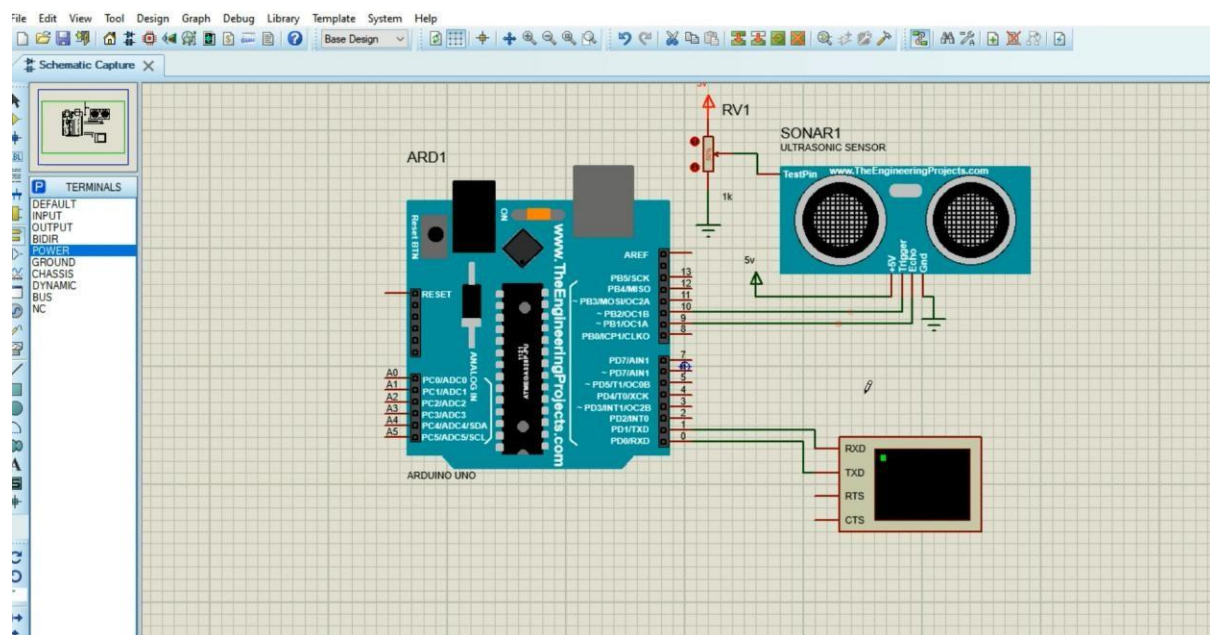 File Edit View Tool Design Graph Debug Library Template System Help
Base Design
Schematic Capture
P TERMINALS
DEFAULT
INPUT
OUTPUT
BIDIR
POWER
GROUND
CHASSIS
DYNAMIC
BUS
NC
5v
RV1
1k
SONAR1
ULTRASONIC SENSOR
TestPin
www.TheEngineeringProjects.com
+5V
Trigger
Echo
Gnd
5v
ARD1
Reset BTN
ON
www.TheEngineeringProjects.com
RESET
ANALOG IN
AREF
PB5/SCK
PB4/MISO
~ PB3/MOSI/OC2A
~ PB2/OC1B
~ PB1/OC1A
PB0/ICP1/CLKO
13
12
11
10
9
8
PD7/AIN1
~ PD7/AIN1
~ PD5/T1/OC0B
PD4/T0/XCK
~ PD3/INT1/OC2B
PD2/INT0
PD1/TXD
PD0/RXD
7
5
4
3
2
1
0
A0
A1
A2
A3
A4
A5
PC0/ADC0
PC1/ADC1
PC2/ADC2
PC3/ADC3
PC4/ADC4/SDA
PC5/ADC5/SCL
ARDUINO UNO
RXD
TXD
RTS
CTS